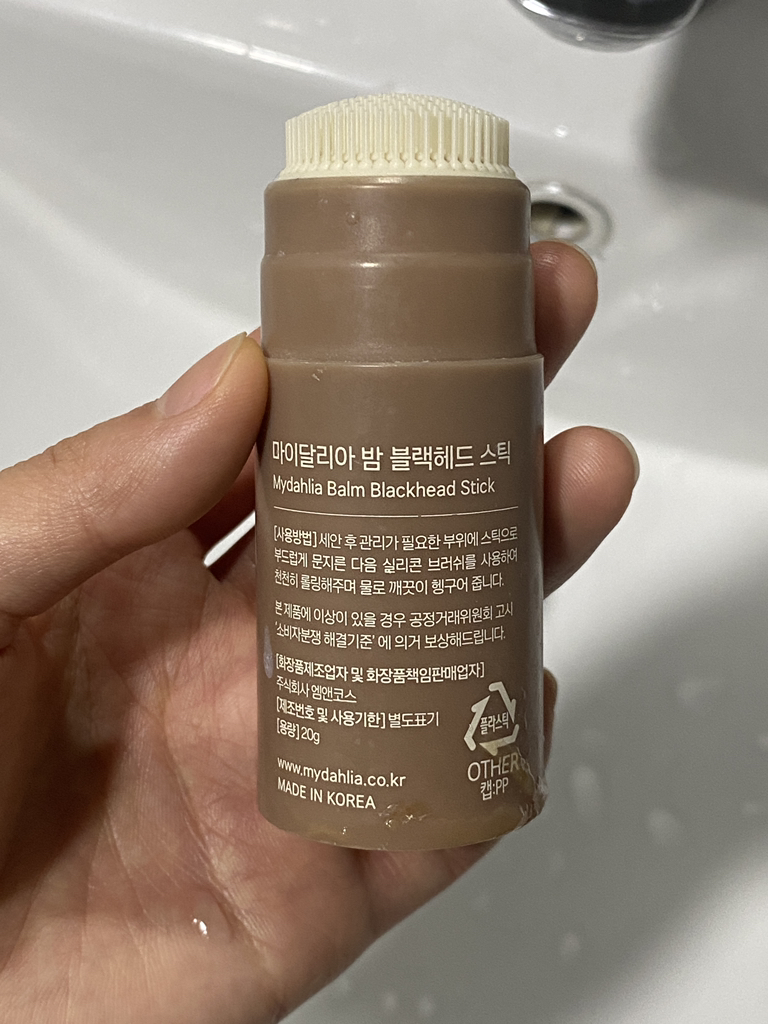 마이달리아 밤 블랙헤드 스틱
Mydahlia Balm Blackhead Stick
[사용방법] 세안 후 관리가 필요한 부위에 스틱으로
부드럽게 문지른 다음 실리콘 브러쉬를 사용하여
천천히 롤링해주며 물로 깨끗이 헹구어 줍니다.
본 제품에 이상이 있을 경우 공정거래위원회 고시
'소비자분쟁 해결기준' 에 의거 보상해드립니다.
[화장품제조업자 및 화장품책임판매업자]
주식회사 엠앤코스
[제조번호 및 사용기한] 별도표기
[용량] 20g
www.mydahlia.co.kr
MADE IN KOREA
플라스틱
OTHER
캡:PP